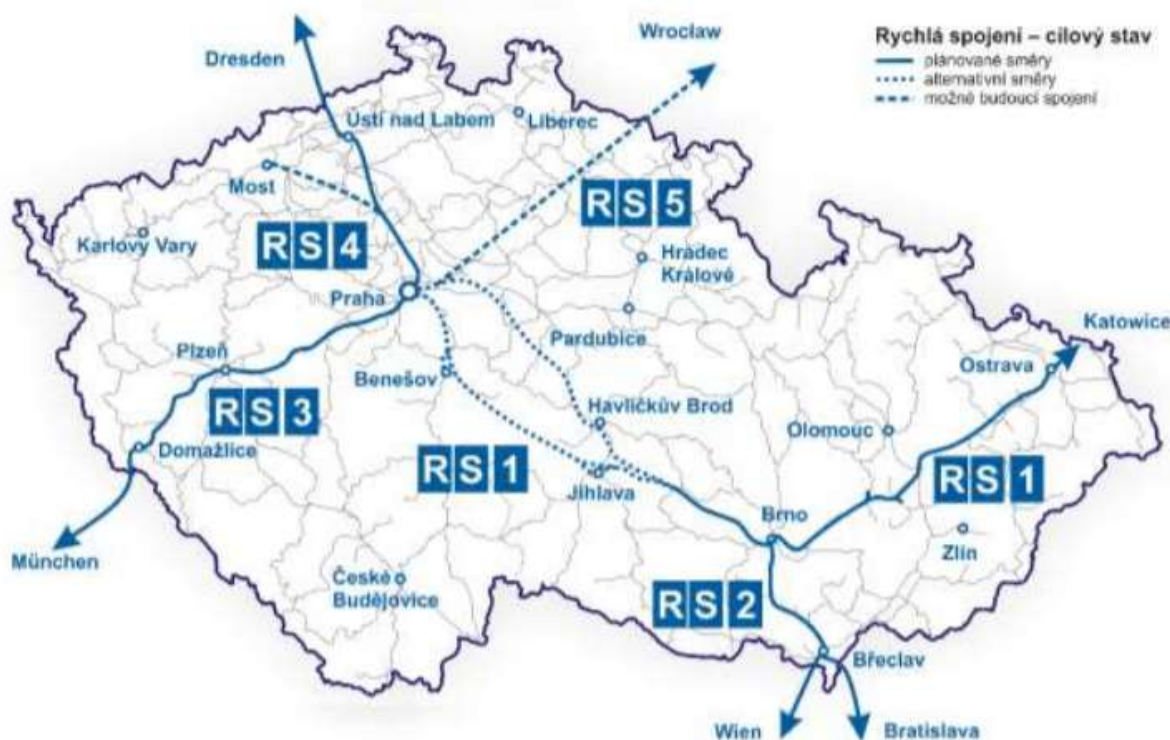 Rychlá spojení – cílový stav
plánované směry
alternativní směry
možné budoucí spojení
Dresden
Wrocław
Ústí nad Labem
Liberec
Most
RS 5
RS 4
Karlovy Vary
Hradec
Králové
Praha
Pardubice
Katowice
Plzeň
Ostrava
Benešov
RS 3
Havlíčkův Brod
Olomouc
Domažlice
RS 1
Jihlava
RS 1
Brno
München
Zlín
České
Budějovice
RS 2
Břeclav
Wien
Bratislava